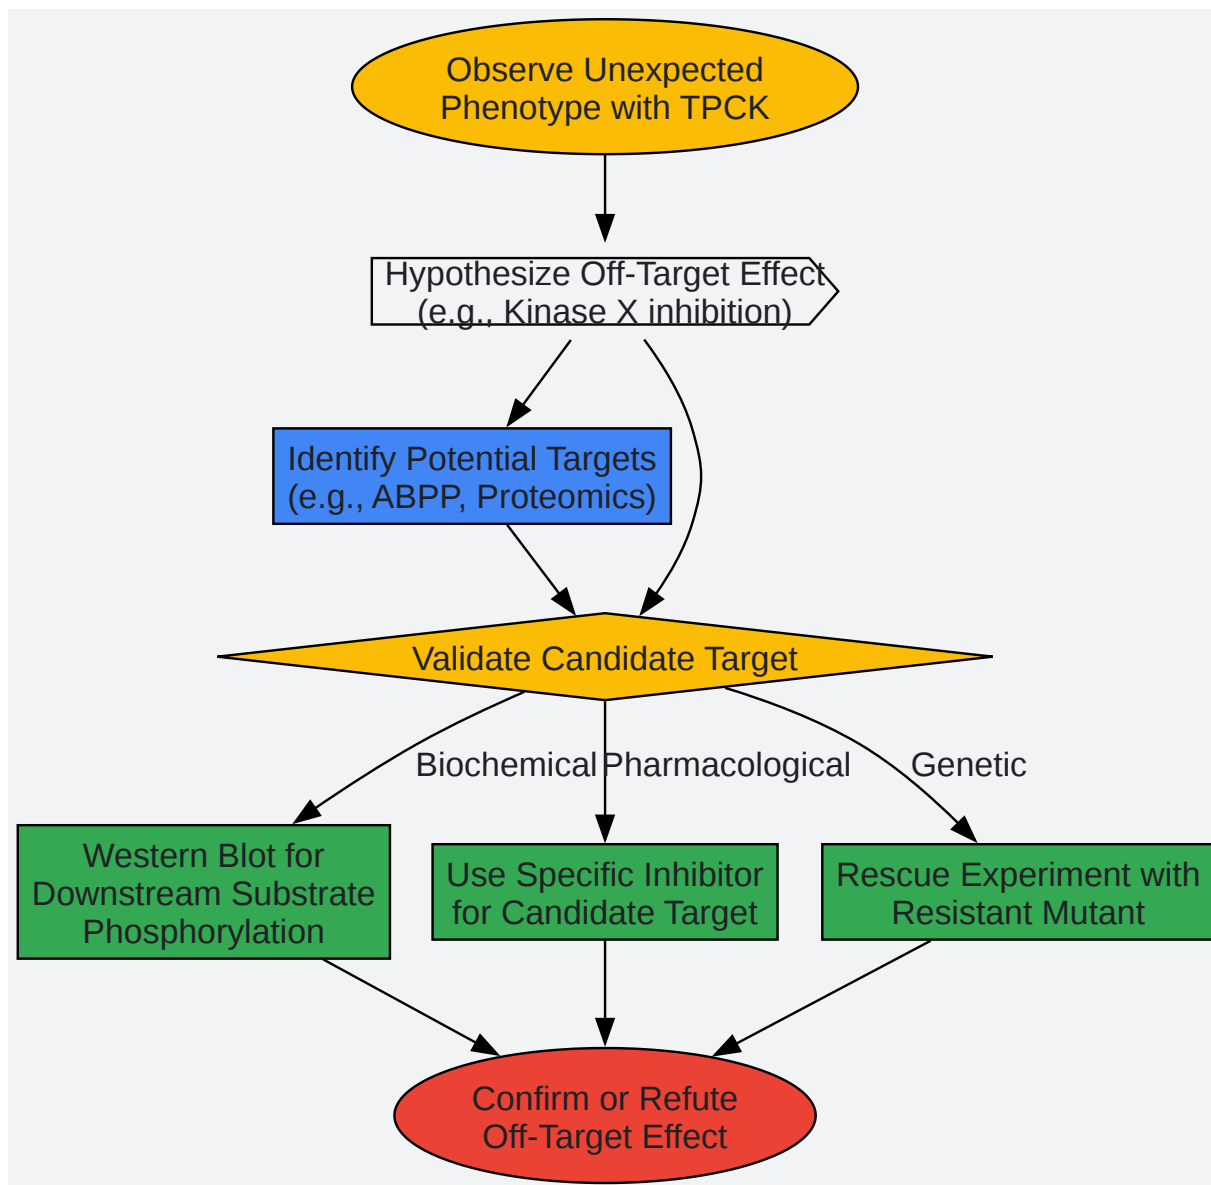 Observe Unexpected
Phenotype with TPCK
Hypothesize Off-Target Effect
(e.g., Kinase X inhibition)
Identify Potential Targets
(e.g., ABPP, Proteomics)
Validate Candidate Target
Biochemical
Pharmacological
Genetic
Western Blot for
Downstream Substrate
Phosphorylation
Use Specific Inhibitor
for Candidate Target
Rescue Experiment with
Resistant Mutant
Confirm or Refute
Off-Target Effect